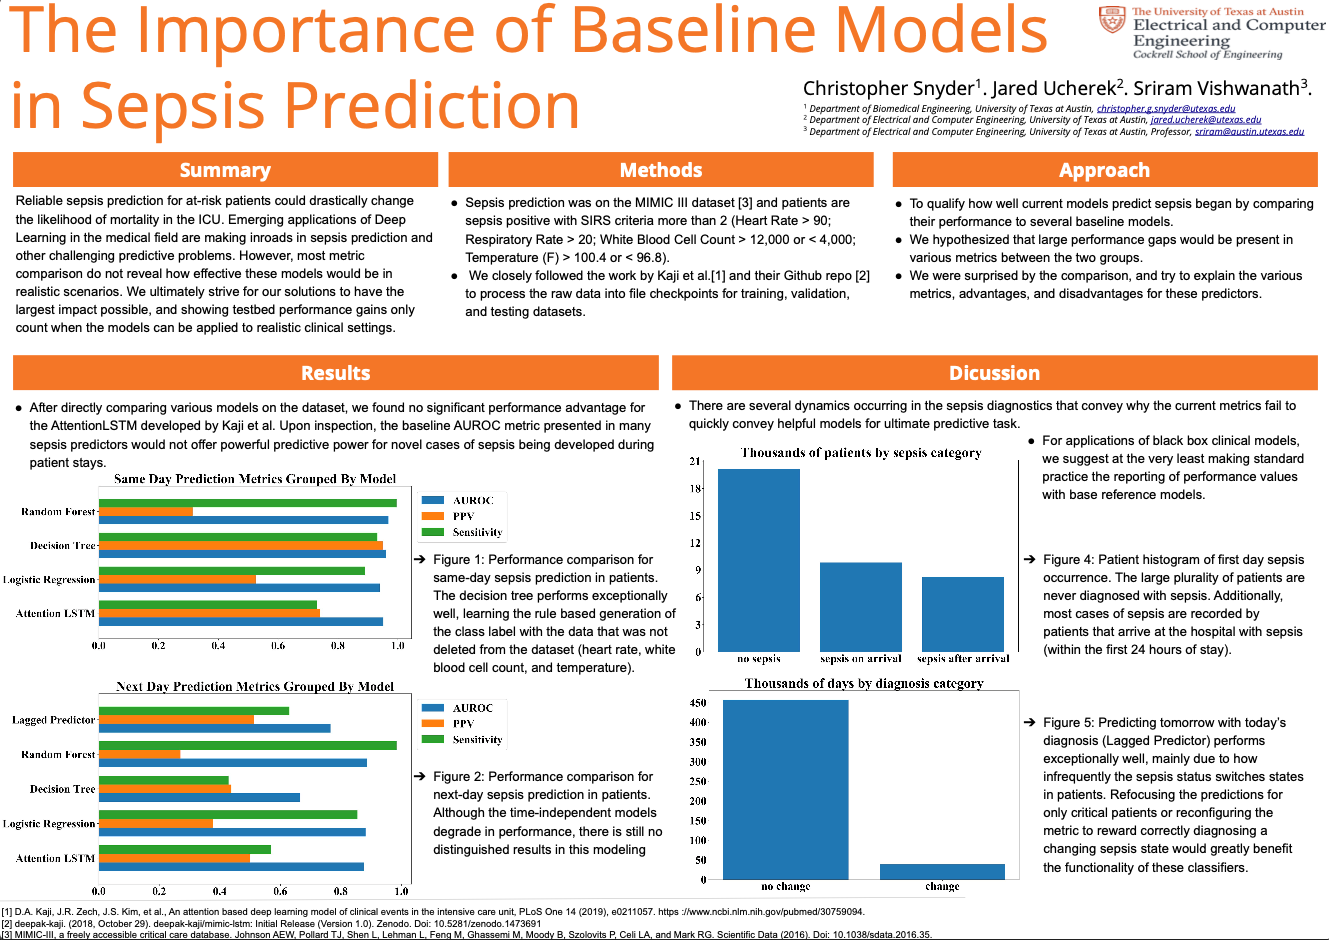 The Importance of Baseline Models
in Sepsis Prediction
The University of Texas at Austin
Electrical and Computer
Engineering
Cockrell School of Engineering
Christopher Snyder1. Jared Ucherek2. Sriram Vishwanath3.
1 Department of Biomedical Engineering, University of Texas at Austin, christopher.g.snyder@utexas.edu
2 Department of Electrical and Computer Engineering, University of Texas at Austin, jared.ucherek@utexas.edu
3 Department of Electrical and Computer Engineering, University of Texas at Austin, Professor, sriram@austin.utexas.edu
Summary
Reliable sepsis prediction for at-risk patients could drastically change
the likelihood of mortality in the ICU. Emerging applications of Deep
Learning in the medical field are making inroads in sepsis prediction and
other challenging predictive problems. However, most metric
comparison do not reveal how effective these models would be in
realistic scenarios. We ultimately strive for our solutions to have the
largest impact possible, and showing testbed performance gains only
count when the models can be applied to realistic clinical settings.
Methods
● Sepsis prediction was on the MIMIC III dataset [3] and patients are
sepsis positive with SIRS criteria more than 2 (Heart Rate > 90;
Respiratory Rate > 20; White Blood Cell Count > 12,000 or < 4,000;
Temperature (F) > 100.4 or < 96.8).
● We closely followed the work by Kaji et al.[1] and their Github repo [2]
to process the raw data into file checkpoints for training, validation,
and testing datasets.
Approach
● To qualify how well current models predict sepsis began by comparing
their performance to several baseline models.
● We hypothesized that large performance gaps would be present in
various metrics between the two groups.
● We were surprised by the comparison, and try to explain the various
metrics, advantages, and disadvantages for these predictors.
Results
● After directly comparing various models on the dataset, we found no significant performance advantage for
the AttentionLSTM developed by Kaji et al. Upon inspection, the baseline AUROC metric presented in many
sepsis predictors would not offer powerful predictive power for novel cases of sepsis being developed during
patient stays.
Same Day Prediction Metrics Grouped By Model
Random Forest
Decision Tree
Logistic Regression
Attention LSTM
0.0 0.2 0.4 0.6 0.8 1.0
AUROC
PPV
Sensitivity
➔ Figure 1: Performance comparison for
same-day sepsis prediction in patients.
The decision tree performs exceptionally
well, learning the rule based generation of
the class label with the data that was not
deleted from the dataset (heart rate, white
blood cell count, and temperature).
Next Day Prediction Metrics Grouped By Model
Lagged Predictor
Random Forest
Decision Tree
Logistic Regression
Attention LSTM
0.0 0.2 0.4 0.6 0.8 1.0
AUROC
PPV
Sensitivity
➔ Figure 2: Performance comparison for
next-day sepsis prediction in patients.
Although the time-independent models
degrade in performance, there is still no
distinguished results in this modeling
Dicussion
● There are several dynamics occurring in the sepsis diagnostics that convey why the current metrics fail to
quickly convey helpful models for ultimate predictive task.
● For applications of black box clinical models,
we suggest at the very least making standard
practice the reporting of performance values
with base reference models.
Thousands of patients by sepsis category
21
18
15
12
9
6
3
0
no sepsis sepsis on arrival sepsis after arrival
➔ Figure 4: Patient histogram of first day sepsis
occurrence. The large plurality of patients are
never diagnosed with sepsis. Additionally,
most cases of sepsis are recorded by
patients that arrive at the hospital with sepsis
(within the first 24 hours of stay).
Thousands of days by diagnosis category
450
400
350
300
250
200
150
100
50
0
no change change
➔ Figure 5: Predicting tomorrow with today's
diagnosis (Lagged Predictor) performs
exceptionally well, mainly due to how
infrequently the sepsis status switches states
in patients. Refocusing the predictions for
only critical patients or reconfiguring the
metric to reward correctly diagnosing a
changing sepsis state would greatly benefit
the functionality of these classifiers.
[1] D.A. Kaji, J.R. Zech, J.S. Kim, et al., An attention based deep learning model of clinical events in the intensive care unit, PLoS One 14 (2019), e0211057. https://www.ncbi.nlm.nih.gov/pubmed/30759094.
[2] deepak-kaji. (2018, October 29). deepak-kaji/mimic-lstm: Initial Release (Version 1.0). Zenodo. Doi: 10.5281/zenodo.1473691
[3] MIMIC-III, a freely accessible critical care database. Johnson AEW, Pollard TJ, Shen L, Lehman L, Feng M, Ghassemi M, Moody B, Szolovits P, Celi LA, and Mark RG. Scientific Data (2016). Doi: 10.1038/sdata.2016.35.